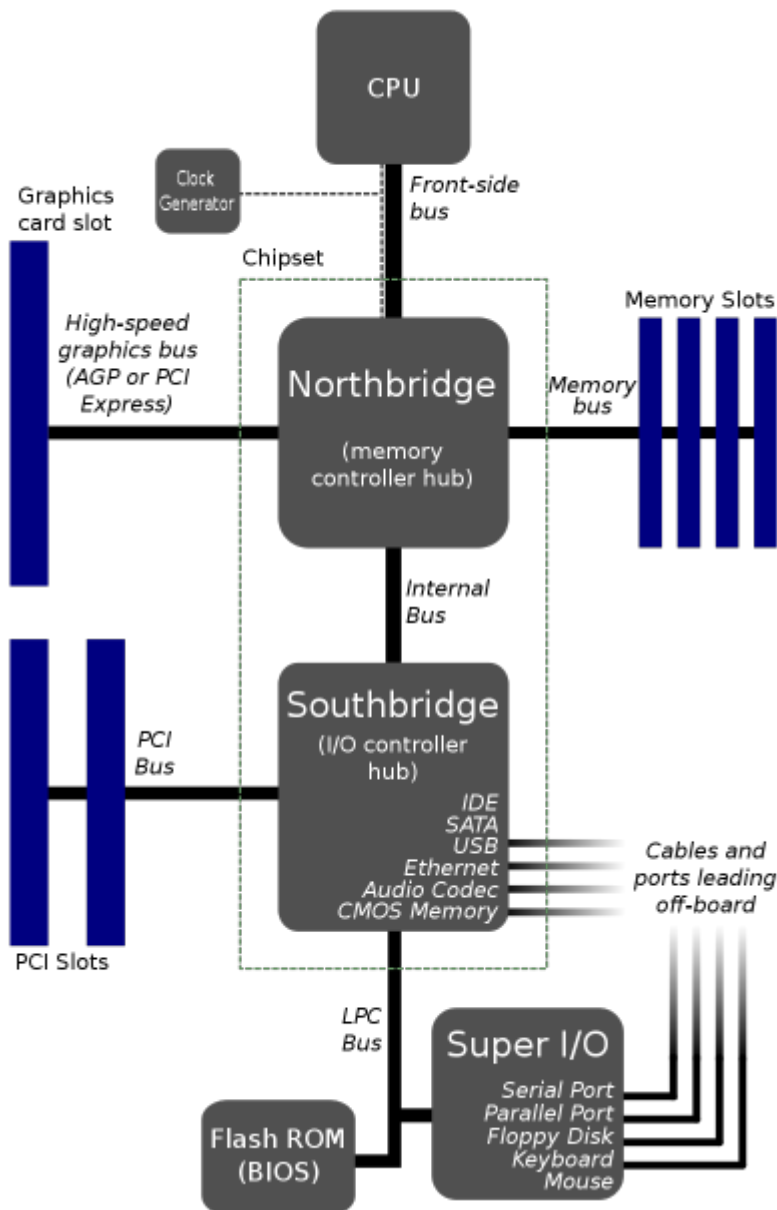 CPU
Clock
Generator
Front-side
bus
Graphics
card slot
Chipset
High-speed
graphics bus
(AGP or PCI
Express)
Northbridge
(memory
controller hub)
Memory
bus
Memory Slots
Internal
Bus
Southbridge
(I/O controller
hub)
IDE
SATA
USB
Ethernet
Audio Codec
CMOS Memory
PCI
Bus
PCI Slots
Cables and
ports leading
off-board
LPC
Bus
Super I/O
Serial Port
Parallel Port
Floppy Disk
Keyboard
Mouse
Flash ROM
(BIOS)